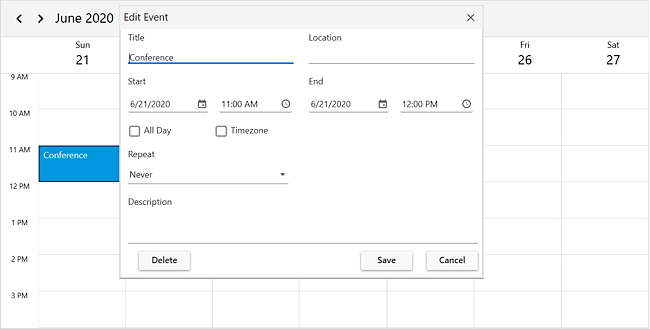 June 2020
Edit Event
Sun
21
Fri
26
Sat
27
Title
Location
Conference
Start
End
6/21/2020
11:00 AM
6/21/2020
12:00 PM
All Day
Timezone
Repeat
Never
Description
Delete
Save
Cancel
9 AM
10 AM
11 AM
Conference
12 PM
1 PM
2 PM
3 PM